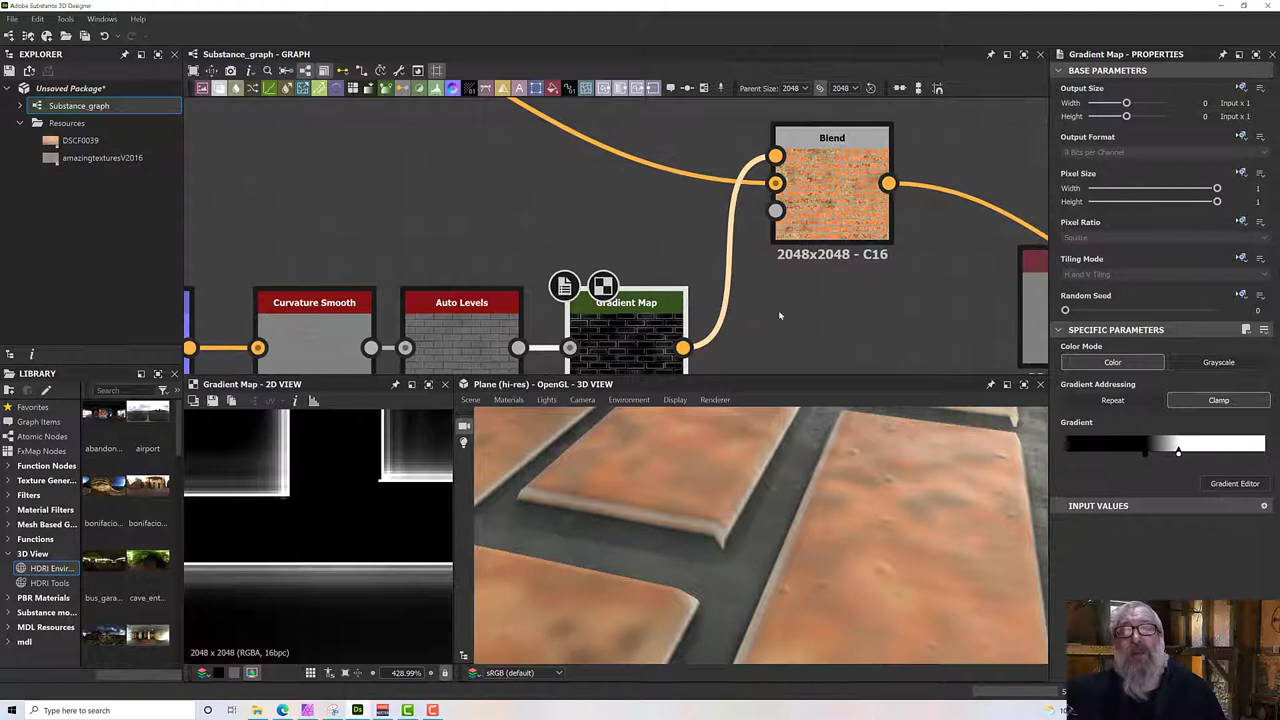 Adobe Substance 3D Designer
File Edit Tools Windows Help
EXPLORER
Unsaved Package*
Substance_graph
Resources
DSCF0039
amazingtexturesV2016
LIBRARY
Search
Favorites
Graph Items
Atomic Nodes
FxMap Nodes
Function Nodes
Texture Gener...
Filters
Material Filters
Mesh Based G...
Functions
3D View
HDRI Envir...
HDRI Tools
PBR Materials
Substance mo...
MDL Resources
mdl
abandon... airport
bonifacio... bonifacio...
bus_gara... cave_ent...
Substance_graph - GRAPH
Parent Size: 2048 2048
Blend
2048x2048 - C16
Curvature Smooth
Auto Levels
Gradient Map
Gradient Map - 2D VIEW
UV
2048 x 2048 (RGBA, 16bpc)
428.99%
Plane (hi-res) - OpenGL - 3D VIEW
Scene Materials Lights Camera Environment Display Renderer
sRGB (default)
Gradient Map - PROPERTIES
BASE PARAMETERS
Output Size
Width 0 Input x 1
Height 0 Input x 1
Output Format
8 Bits per Channel
Pixel Size
Width 1
Height 1
Pixel Ratio
Square
Tiling Mode
H and V Tiling
Random Seed
0
SPECIFIC PARAMETERS
Color Mode
Color Grayscale
Gradient Addressing
Repeat Clamp
Gradient
Gradient Editor
INPUT VALUES
Type here to search
Ds